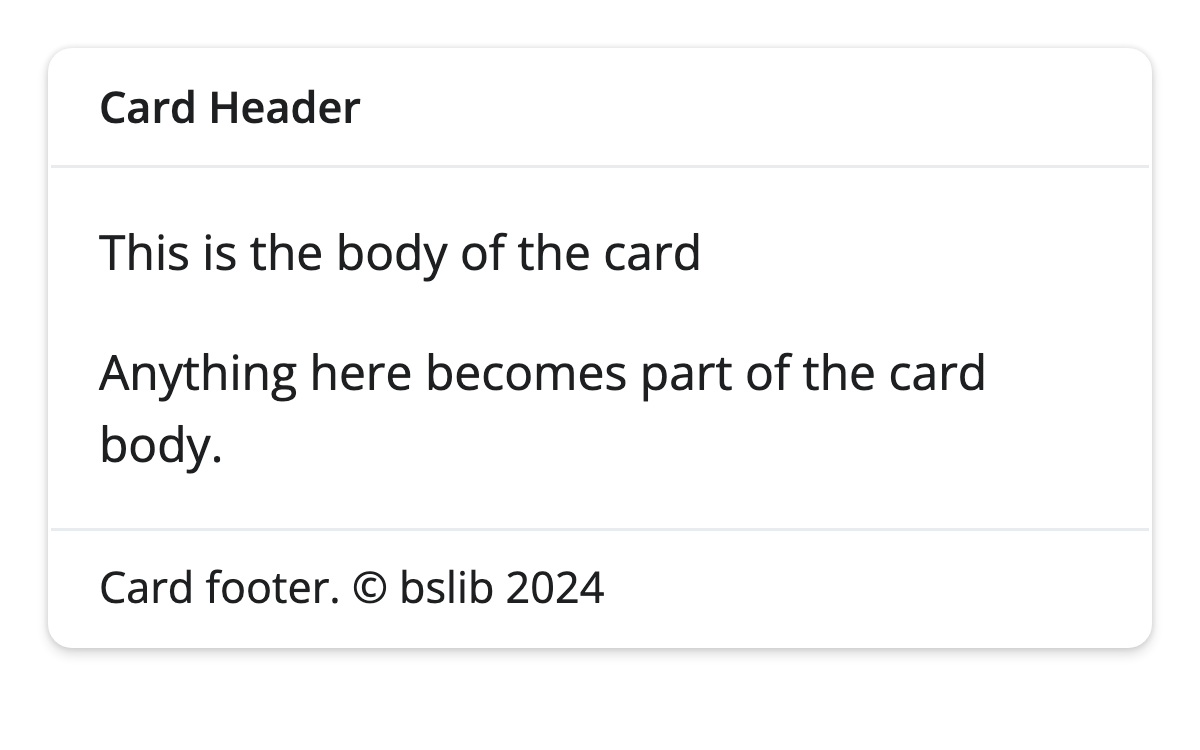 Card Header
This is the body of the card
Anything here becomes part of the card
body.
Card footer. © bslib 2024